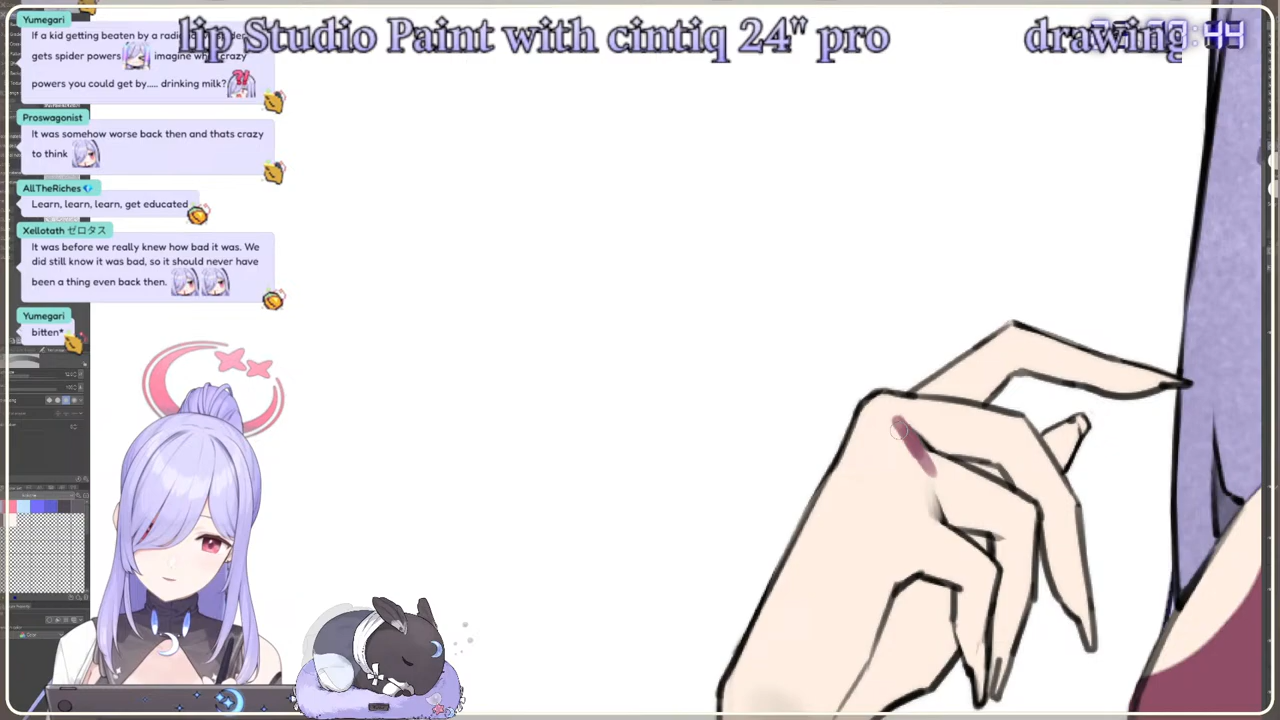 lip Studio Paint with cintiq 24" pro
drawing
:44
Yumegari
If a kid getting beaten by a
gets spider powers imagine crazy
powers you could get by..... drinking milk?
Proswagonist
It was somehow worse back then and thats crazy
to think
AllTheRiches
Learn, learn, learn, get educated
Xellotath ゼロタス
It was before we really knew how bad it was. We
did still know it was bad, so it should never have
been a thing even back then.
Yumegari
bitten*